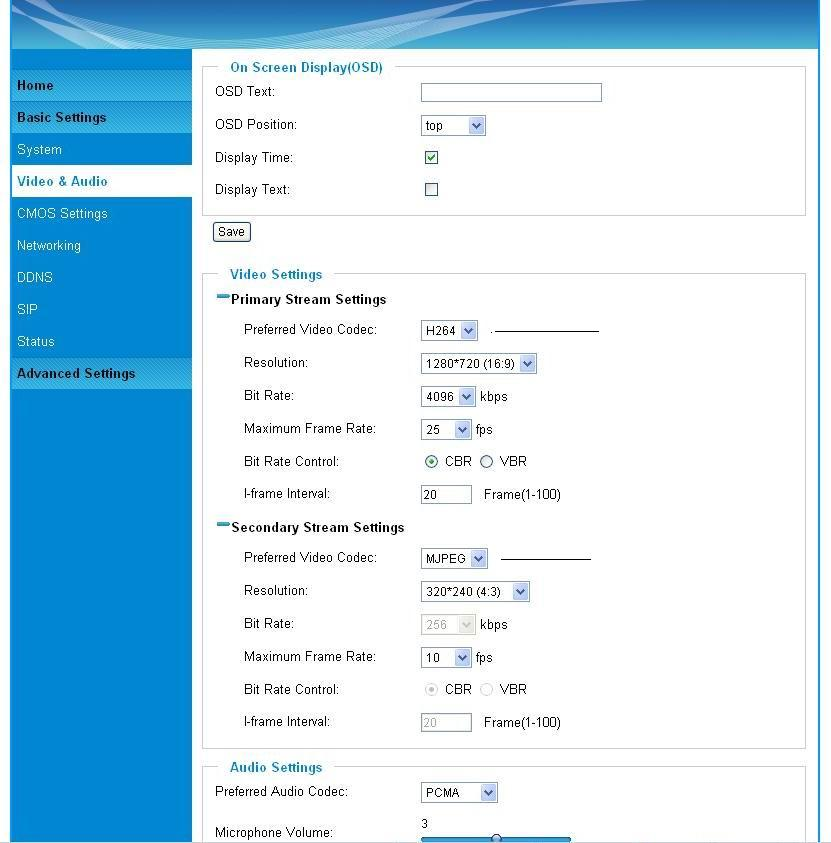 Home
Basic Settings
System
Video & Audio
CMOS Settings
Networking
DDNS
SIP
Status
Advanced Settings
On Screen Display(OSD)
OSD Text:
OSD Position: top
Display Time:
Display Text:
Save
Video Settings
Primary Stream Settings
Preferred Video Codec: H264
Resolution: 1280*720 (16:9)
Bit Rate: 4096 kbps
Maximum Frame Rate: 25 fps
Bit Rate Control: CBR VBR
I-frame Interval: 20 Frame(1-100)
Secondary Stream Settings
Preferred Video Codec: MJPEG
Resolution: 320*240 (4:3)
Bit Rate: 256 kbps
Maximum Frame Rate: 10 fps
Bit Rate Control: CBR VBR
I-frame Interval: 20 Frame(1-100)
Audio Settings
Preferred Audio Codec: PCMA
Microphone Volume: 3